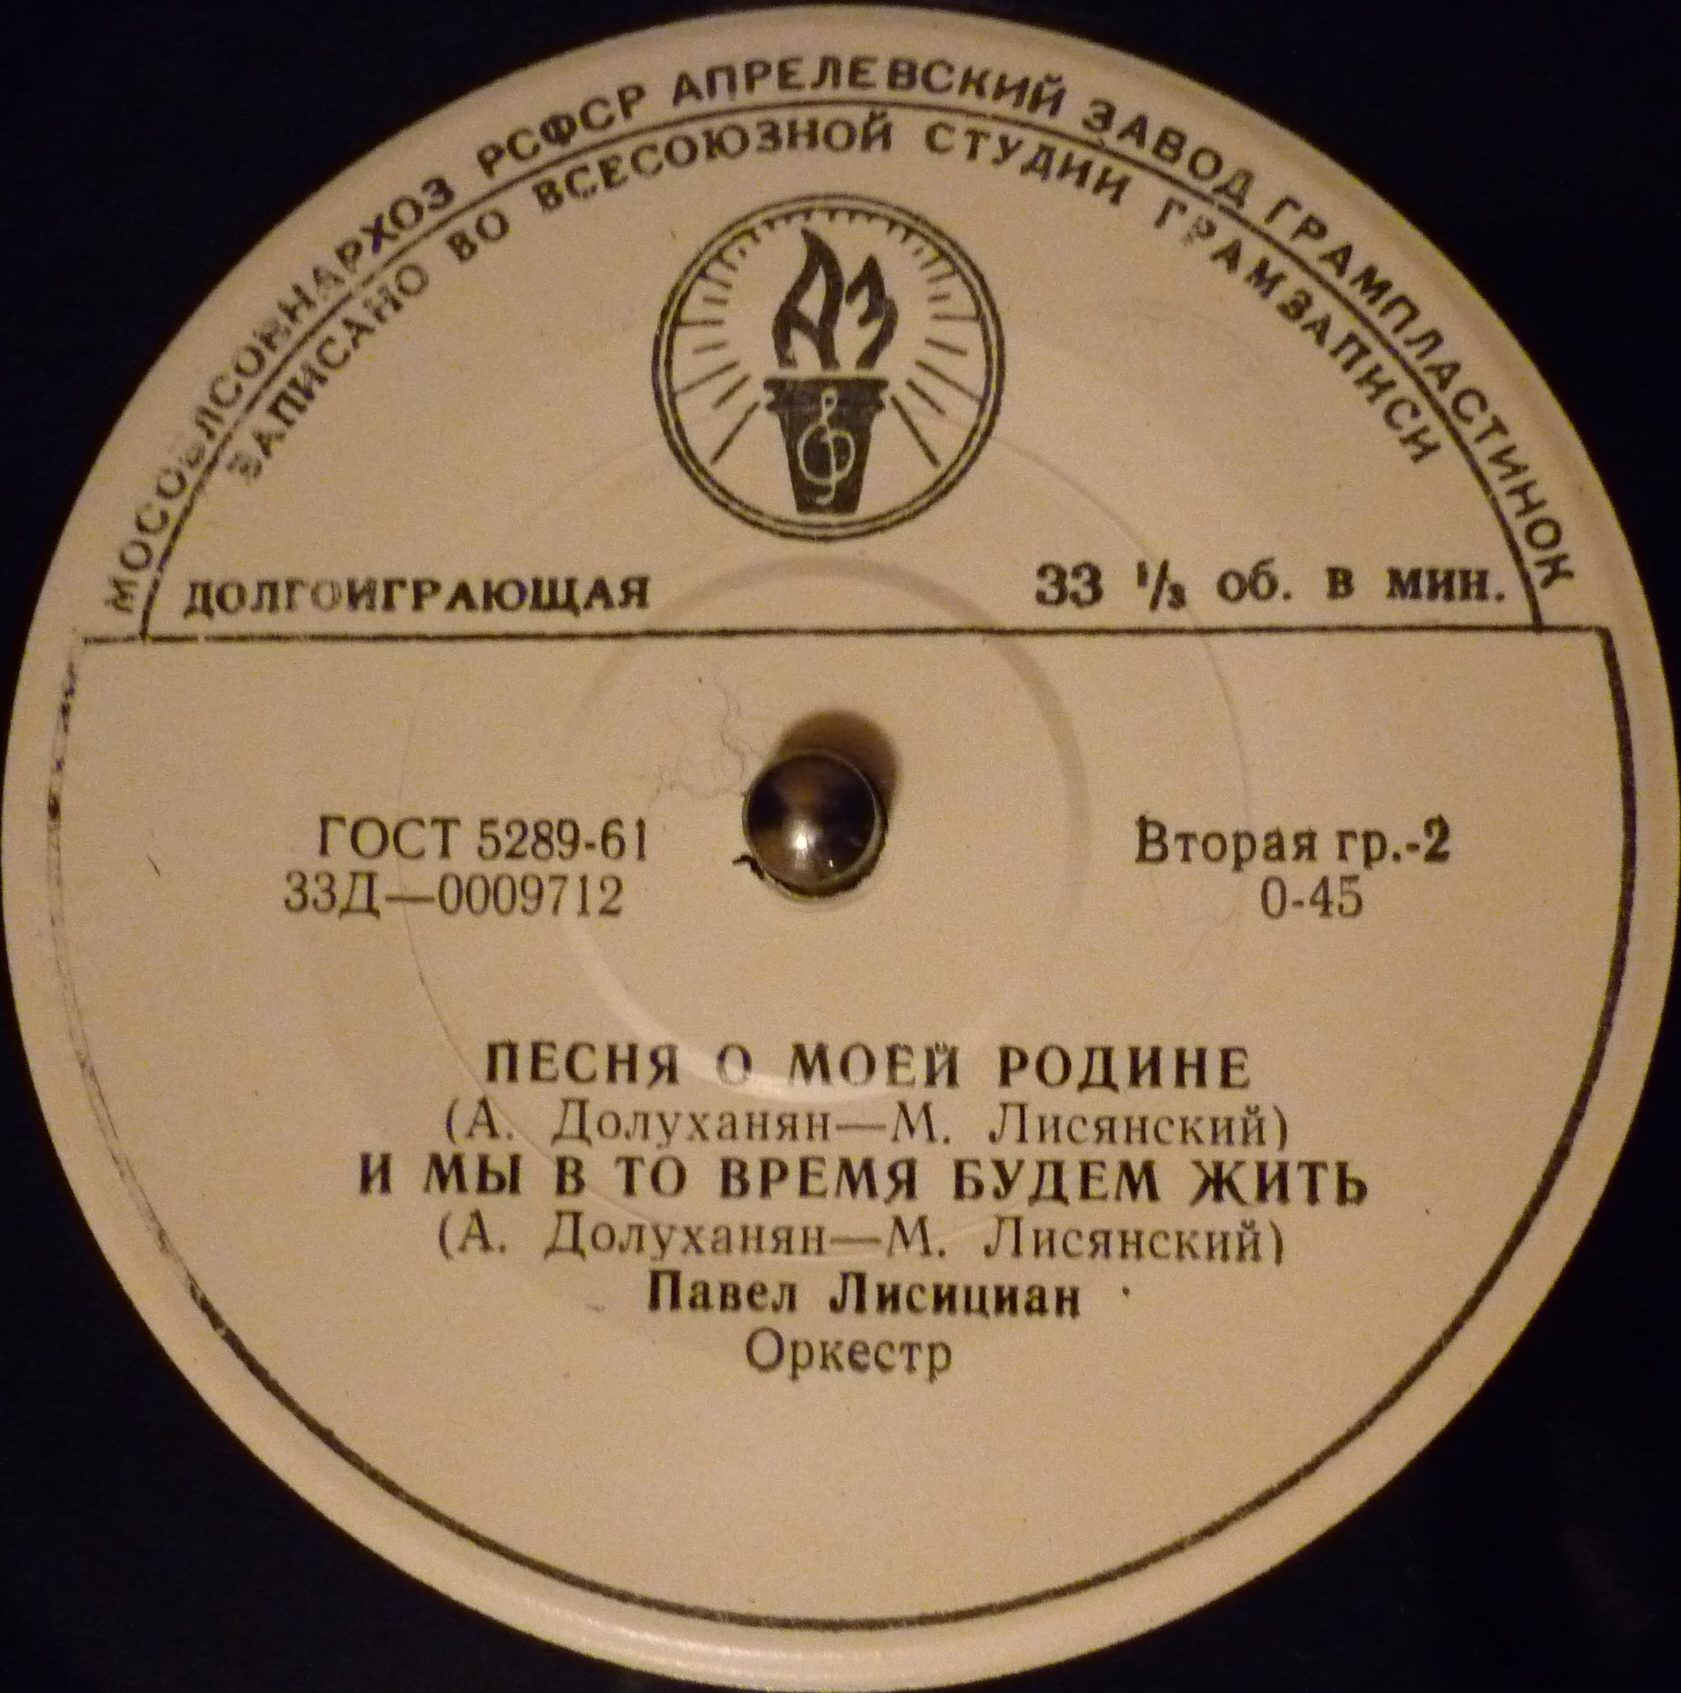 МОСОБЛСОВНАРХОЗ РСФСР АПРЕЛЕВСКИЙ ЗАВОД ГРАМПЛАСТИНОК
ЗАПИСАНО ВО ВСЕСОЮЗНОЙ СТУДИИ ГРАМЗАПИСИ
АЗ
ДОЛГОИГРАЮЩАЯ 33 1/3 об. в мин.
ГОСТ 5289-61 Вторая гр.-2
33Д—0009712 0-45
ПЕСНЯ О МОЕЙ РОДИНЕ
(А. Долуханян—М. Лисянский)
И МЫ В ТО ВРЕМЯ БУДЕМ ЖИТЬ
(А. Долуханян—М. Лисянский)
Павел Лисициан
Оркестр